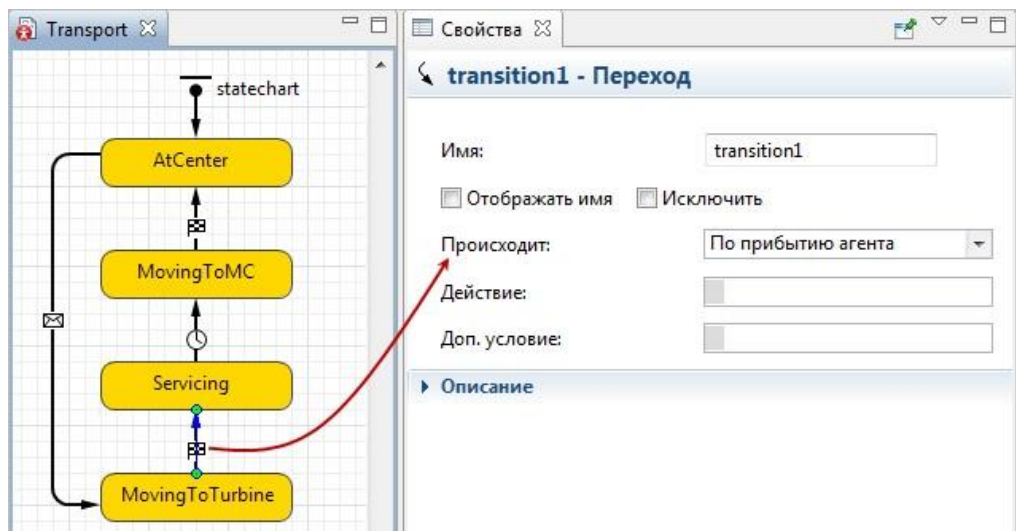 Transport
statechart
AtCenter
MovingToMC
Servicing
MovingToTurbine
Свойства
transition1 - Переход
Имя:
transition1
Отображать имя
Исключить
Происходит:
По прибытию агента
Действие:
Доп. условие:
Описание